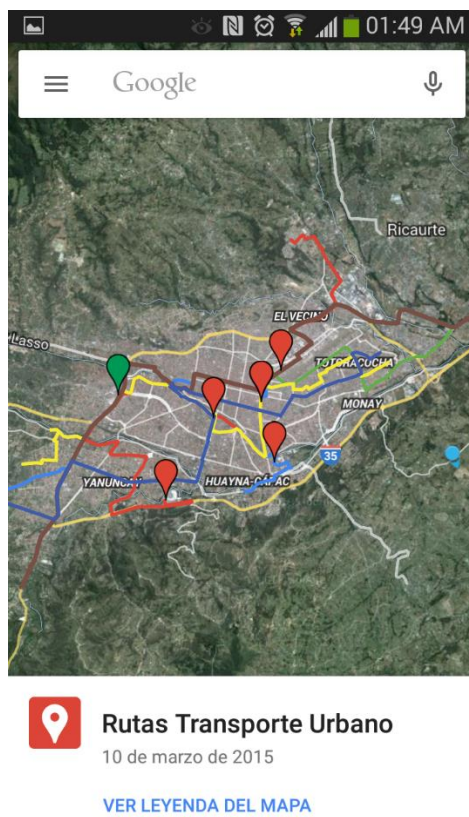 01:49 AM
Google
Ricaurte
EL VECINO
Lasso
TOTORACOCHA
MONAY
35
YANUNCAY
HUAYNA-CÁPAC
Rutas Transporte Urbano
10 de marzo de 2015
VER LEYENDA DEL MAPA